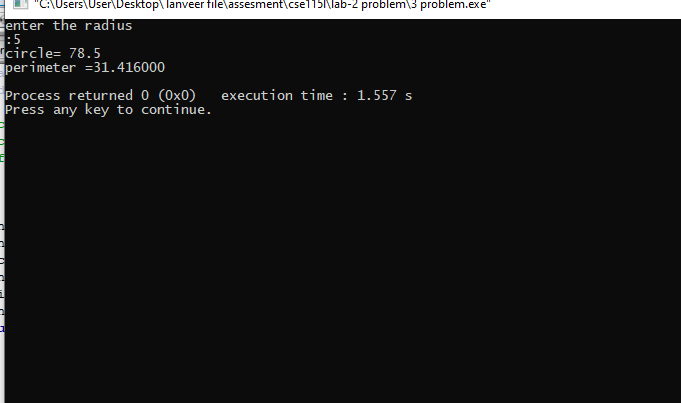 "C:\Users\User\Desktop\Tanveer file\assesment\cse115l\lab-2 problem\3 problem.exe"
enter the radius
:5
circle= 78.5
perimeter =31.416000
Process returned 0 (0x0)   execution time : 1.557 s
Press any key to continue.